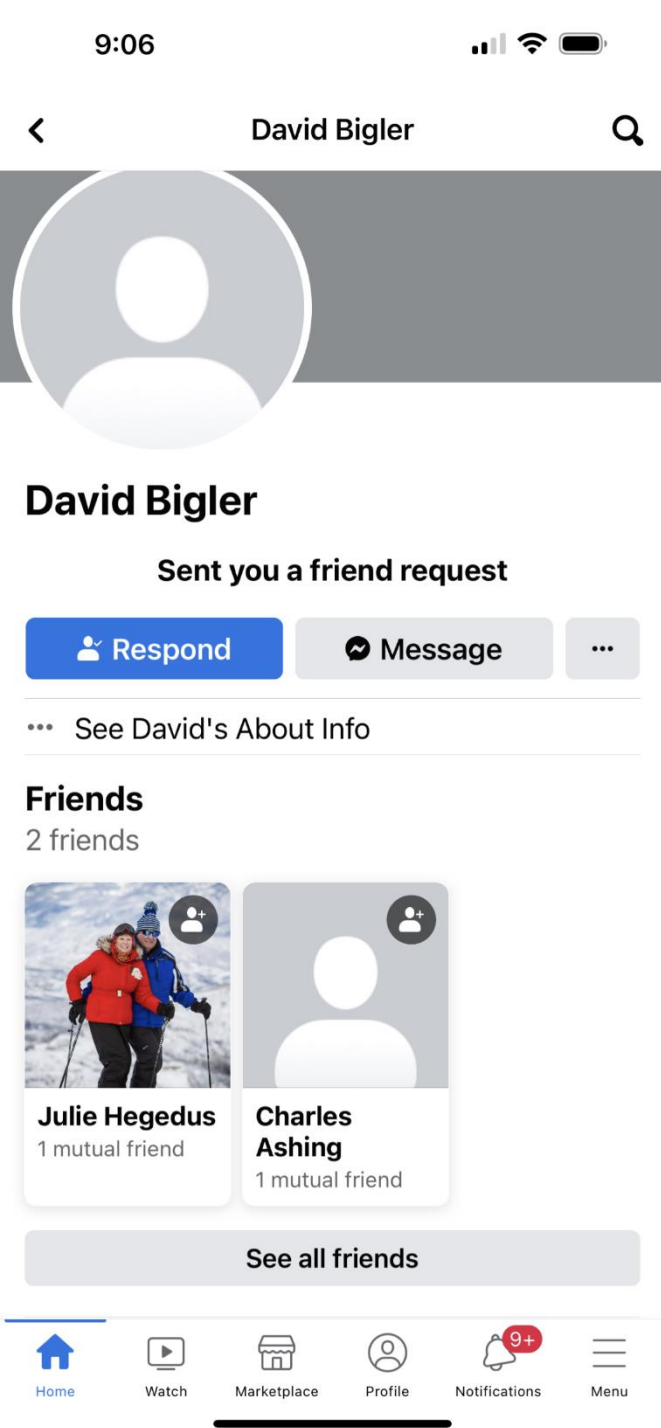 9:06
David Bigler
David Bigler
Sent you a friend request
Respond
Message
See David's About Info
Friends
2 friends
Julie Hegedus
1 mutual friend
Charles
Ashing
1 mutual friend
See all friends
9+
Home
Watch
Marketplace
Profile
Notifications
Menu